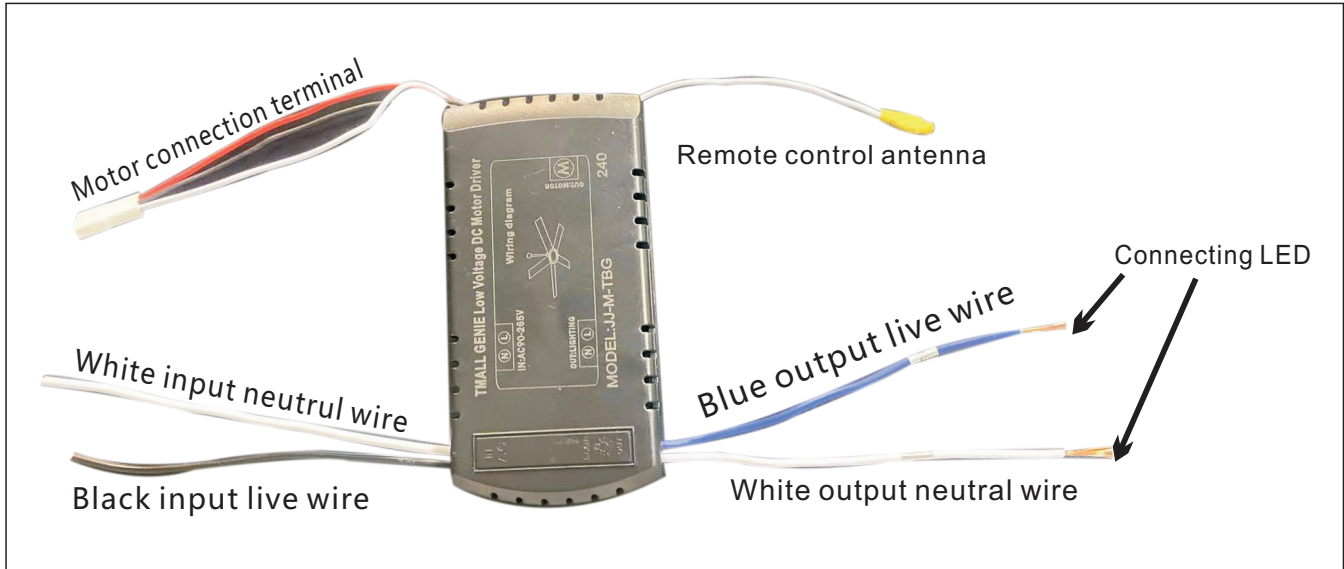 Motor connection terminal
Remote control antenna
Connecting LED
White input neutrul wire
Black input live wire
Blue output live wire
White output neutral wire
TMALL GENIE Low Voltage DC Motor Driver
Wiring diagram
N L
IN:AC90-265V
OUT:MOTOR
M
OUT:LIGHTING
N L
MODEL:JJ-M-TBG
240